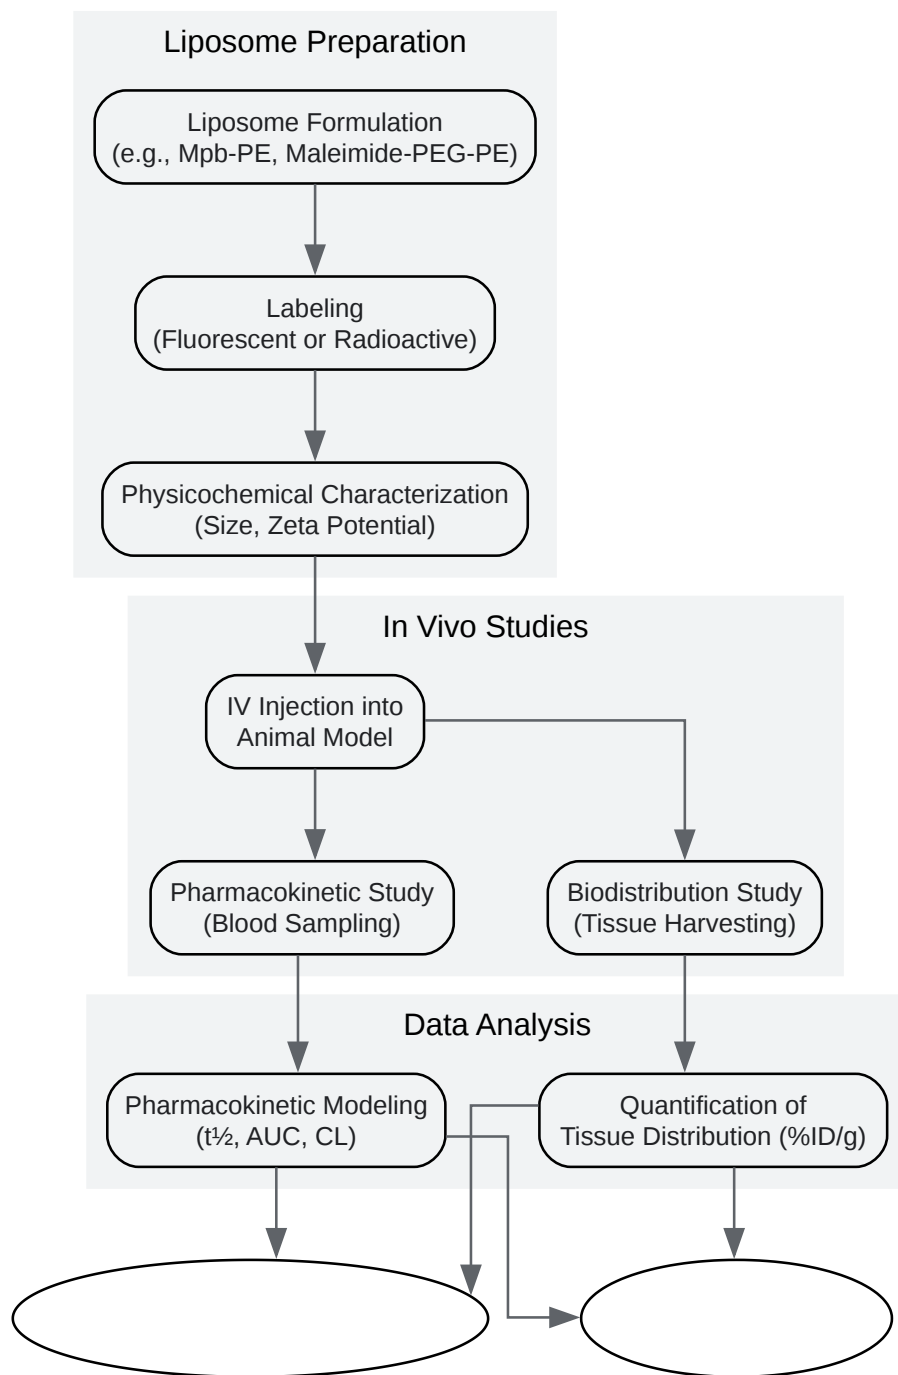 Liposome Preparation
Liposome Formulation
(e.g., Mpb-PE, Maleimide-PEG-PE)
Labeling
(Fluorescent or Radioactive)
Physicochemical Characterization
(Size, Zeta Potential)
In Vivo Studies
IV Injection into
Animal Model
Pharmacokinetic Study
(Blood Sampling)
Biodistribution Study
(Tissue Harvesting)
Data Analysis
Pharmacokinetic Modeling
(t½, AUC, CL)
Quantification of
Tissue Distribution (%ID/g)